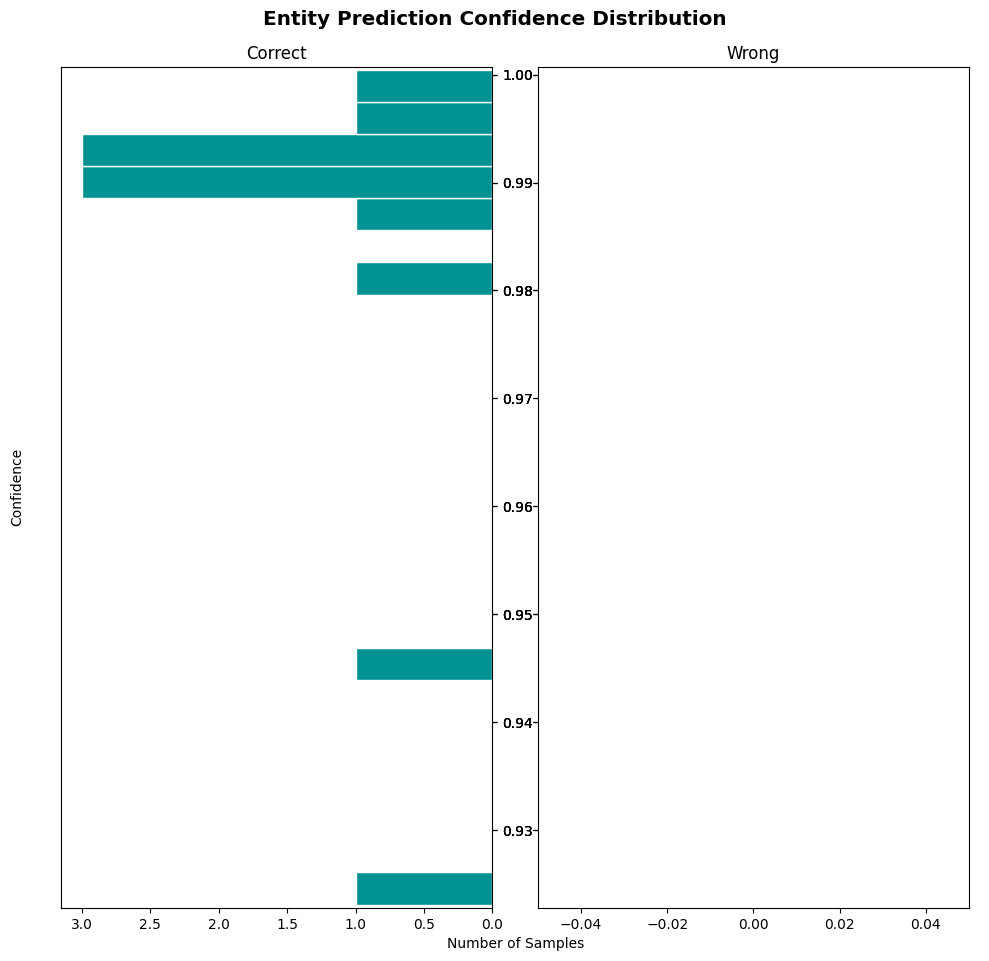 Entity Prediction Confidence Distribution
Correct
Wrong
1.00
0.99
0.98
0.97
0.96
0.95
0.94
0.93
Confidence
3.0 2.5 2.0 1.5 1.0 0.5 0.0
−0.04 −0.02 0.00 0.02 0.04
Number of Samples